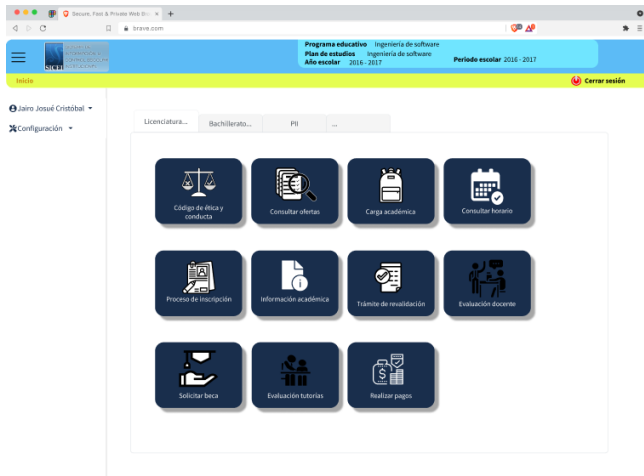 Secure, Fast & Private Web Bro
brave.com
Programa educativo Ingeniería de software
Plan de estudios Ingeniería de software
Año escolar 2016 - 2017
Periodo escolar 2016 - 2017
Inicio
Cerrar sesión
Jairo Josué Cristóbal
Configuración
Licenciatura...
Bachillerato...
PII
...
Código de ética y
conducta
Consultar ofertas
Carga académica
Consultar horario
Proceso de inscripción
Información académica
Trámite de revalidación
Evaluación docente
Solicitar beca
Evaluación tutorías
Realizar pagos